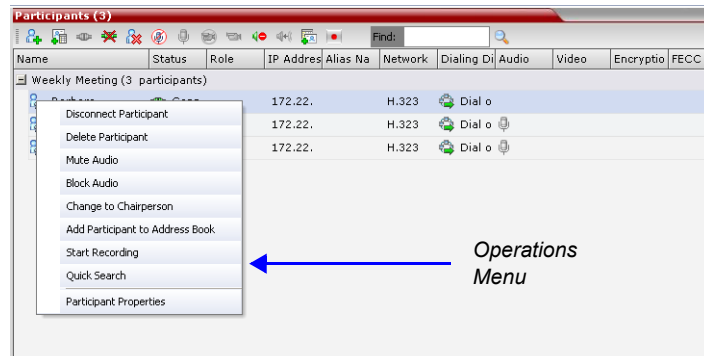 Participants (3)
Find:
Name Status Role IP Addres Alias Na Network Dialing Di Audio Video Encryptio FECC
Weekly Meeting (3 participants)
172.22. H.323 Dial o
172.22. H.323 Dial o
172.22. H.323 Dial o
Disconnect Participant
Delete Participant
Mute Audio
Block Audio
Change to Chairperson
Add Participant to Address Book
Start Recording
Quick Search
Participant Properties
Operations
Menu